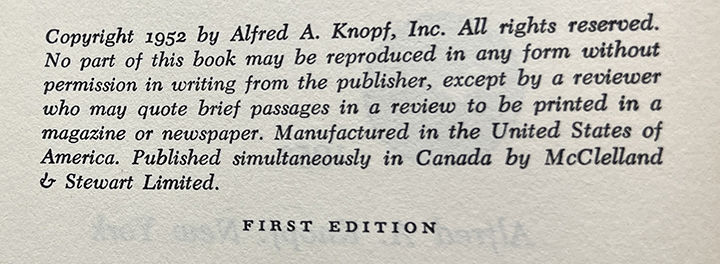 Copyright 1952 by Alfred A. Knopf, Inc. All rights reserved.
No part of this book may be reproduced in any form without
permission in writing from the publisher, except by a reviewer
who may quote brief passages in a review to be printed in a
magazine or newspaper. Manufactured in the United States of
America. Published simultaneously in Canada by McClelland
& Stewart Limited.
FIRST EDITION